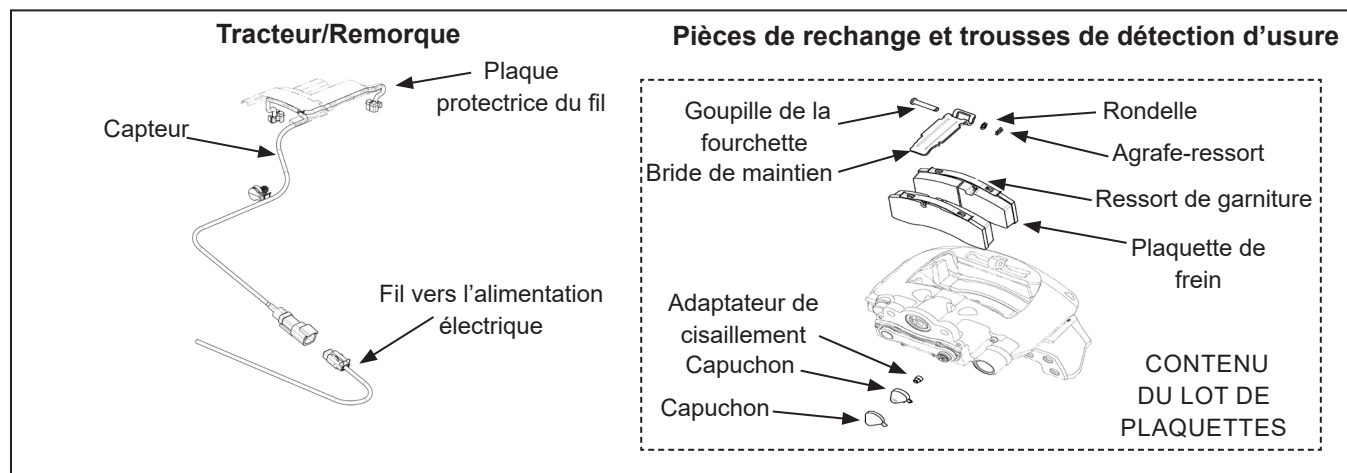 Tracteur/Remorque
Plaque
protectrice du fil
Capteur
Fil vers l’alimentation
électrique
Pièces de rechange et trousses de détection d’usure
Goupille de la
fourchette
Bride de maintien
Rondelle
Agrafe-ressort
Ressort de garniture
Plaquette de
frein
Adaptateur de
cisaillement
Capuchon
Capuchon
CONTENU
DU LOT DE
PLAQUETTES